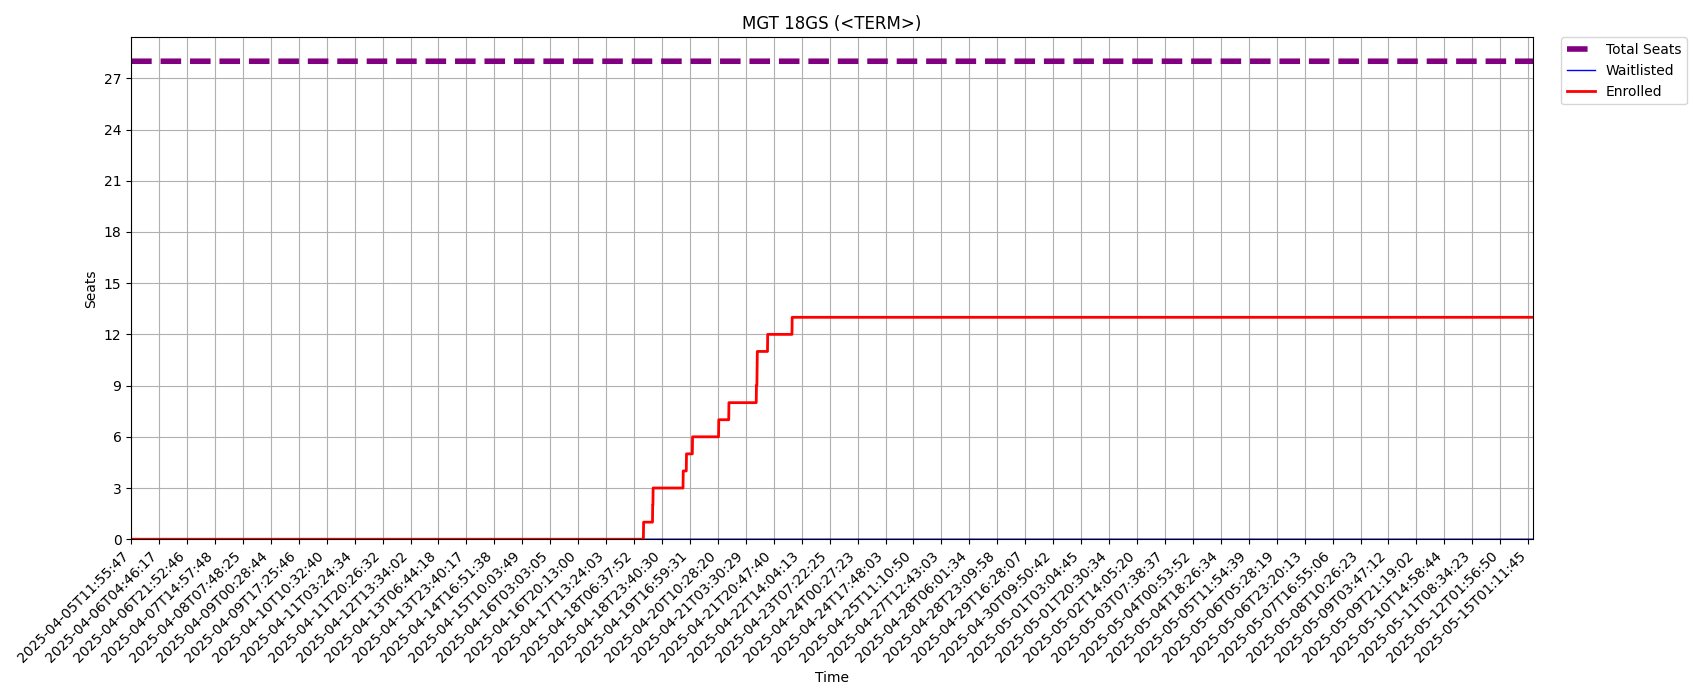 MGT 18GS (<TERM>)
Total Seats
Waitlisted
Enrolled
Seats
27
24
21
18
15
12
9
6
3
0
2025-04-05T11:55:47
2025-04-06T04:46:17
2025-04-06T21:52:46
2025-04-07T14:57:48
2025-04-08T07:48:25
2025-04-09T00:28:44
2025-04-09T17:25:46
2025-04-10T10:32:40
2025-04-11T03:24:34
2025-04-11T20:26:32
2025-04-12T13:34:02
2025-04-13T06:44:18
2025-04-13T23:40:17
2025-04-14T16:51:38
2025-04-15T10:03:49
2025-04-16T03:03:05
2025-04-16T20:13:00
2025-04-17T13:24:03
2025-04-18T06:37:52
2025-04-18T23:40:30
2025-04-19T16:59:31
2025-04-20T10:28:20
2025-04-21T03:30:29
2025-04-21T20:47:40
2025-04-22T14:04:13
2025-04-23T07:22:25
2025-04-24T00:27:23
2025-04-24T17:48:03
2025-04-25T11:10:50
2025-04-27T12:43:03
2025-04-28T06:01:34
2025-04-28T23:09:58
2025-04-29T16:28:07
2025-04-30T09:50:42
2025-05-01T03:04:45
2025-05-01T20:30:34
2025-05-02T14:05:20
2025-05-03T07:38:37
2025-05-04T00:53:52
2025-05-04T18:26:34
2025-05-05T11:54:39
2025-05-06T05:28:19
2025-05-06T23:20:13
2025-05-07T16:55:06
2025-05-08T10:26:23
2025-05-09T03:47:12
2025-05-09T21:19:02
2025-05-10T14:58:44
2025-05-11T08:34:23
2025-05-12T01:56:50
2025-05-15T01:11:45
Time